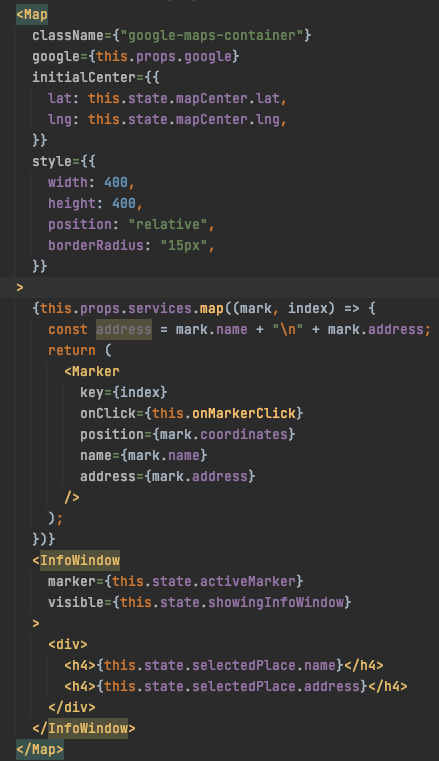 <Map
  className={"google-maps-container"}
  google={this.props.google}
  initialCenter={{
    lat: this.state.mapCenter.lat,
    lng: this.state.mapCenter.lng,
  }}
  style={{
    width: 400,
    height: 400,
    position: "relative",
    borderRadius: "15px",
  }}
>
  {this.props.services.map((mark, index) => {
    const address = mark.name + "\n" + mark.address;
    return (
      <Marker
        key={index}
        onClick={this.onMarkerClick}
        position={mark.coordinates}
        name={mark.name}
        address={mark.address}
      />
    );
  })}
  <InfoWindow
    marker={this.state.activeMarker}
    visible={this.state.showingInfoWindow}
  >
    <div>
      <h4>{this.state.selectedPlace.name}</h4>
      <h4>{this.state.selectedPlace.address}</h4>
    </div>
  </InfoWindow>
</Map>